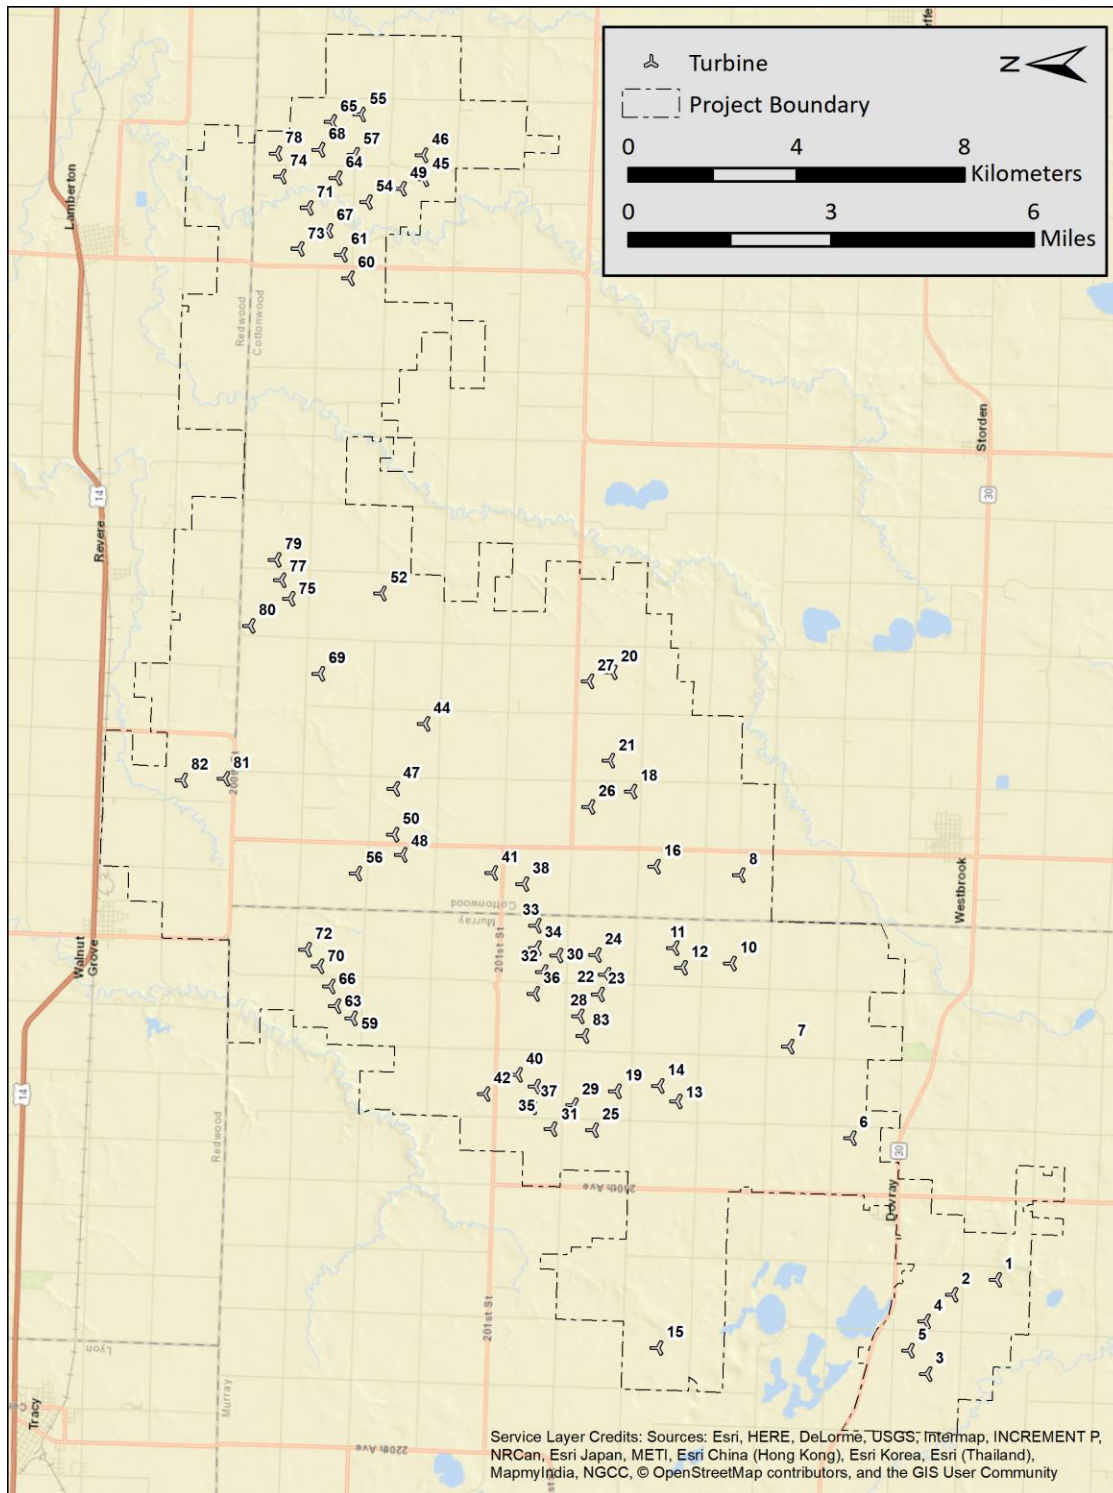 Turbine
Project Boundary
N
0 4 8
Kilometers
0 3 6
Miles
55
65
78
68
57
46
74
64
45
49
54
71
67
73
61
60
Lamberton
Redwood
Cottonwood
Storden
30
14
Revere
79
77
75
52
80
69
20
27
44
21
82
81
200th St
47
18
26
50
48
56
41
38
16
8
Westbrook
Cottonwood
Murray
33
34
32
30
24
11
12
10
72
70
36
22
23
Walnut
Grove
201st St
66
63
59
28
83
7
14
42
40
37
29
19
14
13
35
31
25
6
Redwood
30
250th Ave
Dovray
1
2
4
5
3
15
201st St
Lyon
Murray
Tracy
220th Ave
Service Layer Credits: Sources: Esri, HERE, DeLorme, USGS, Intermap, INCREMENT P,
NRCan, Esri Japan, METI, Esri China (Hong Kong), Esri Korea, Esri (Thailand),
MapmyIndia, NGCC, © OpenStreetMap contributors, and the GIS User Community